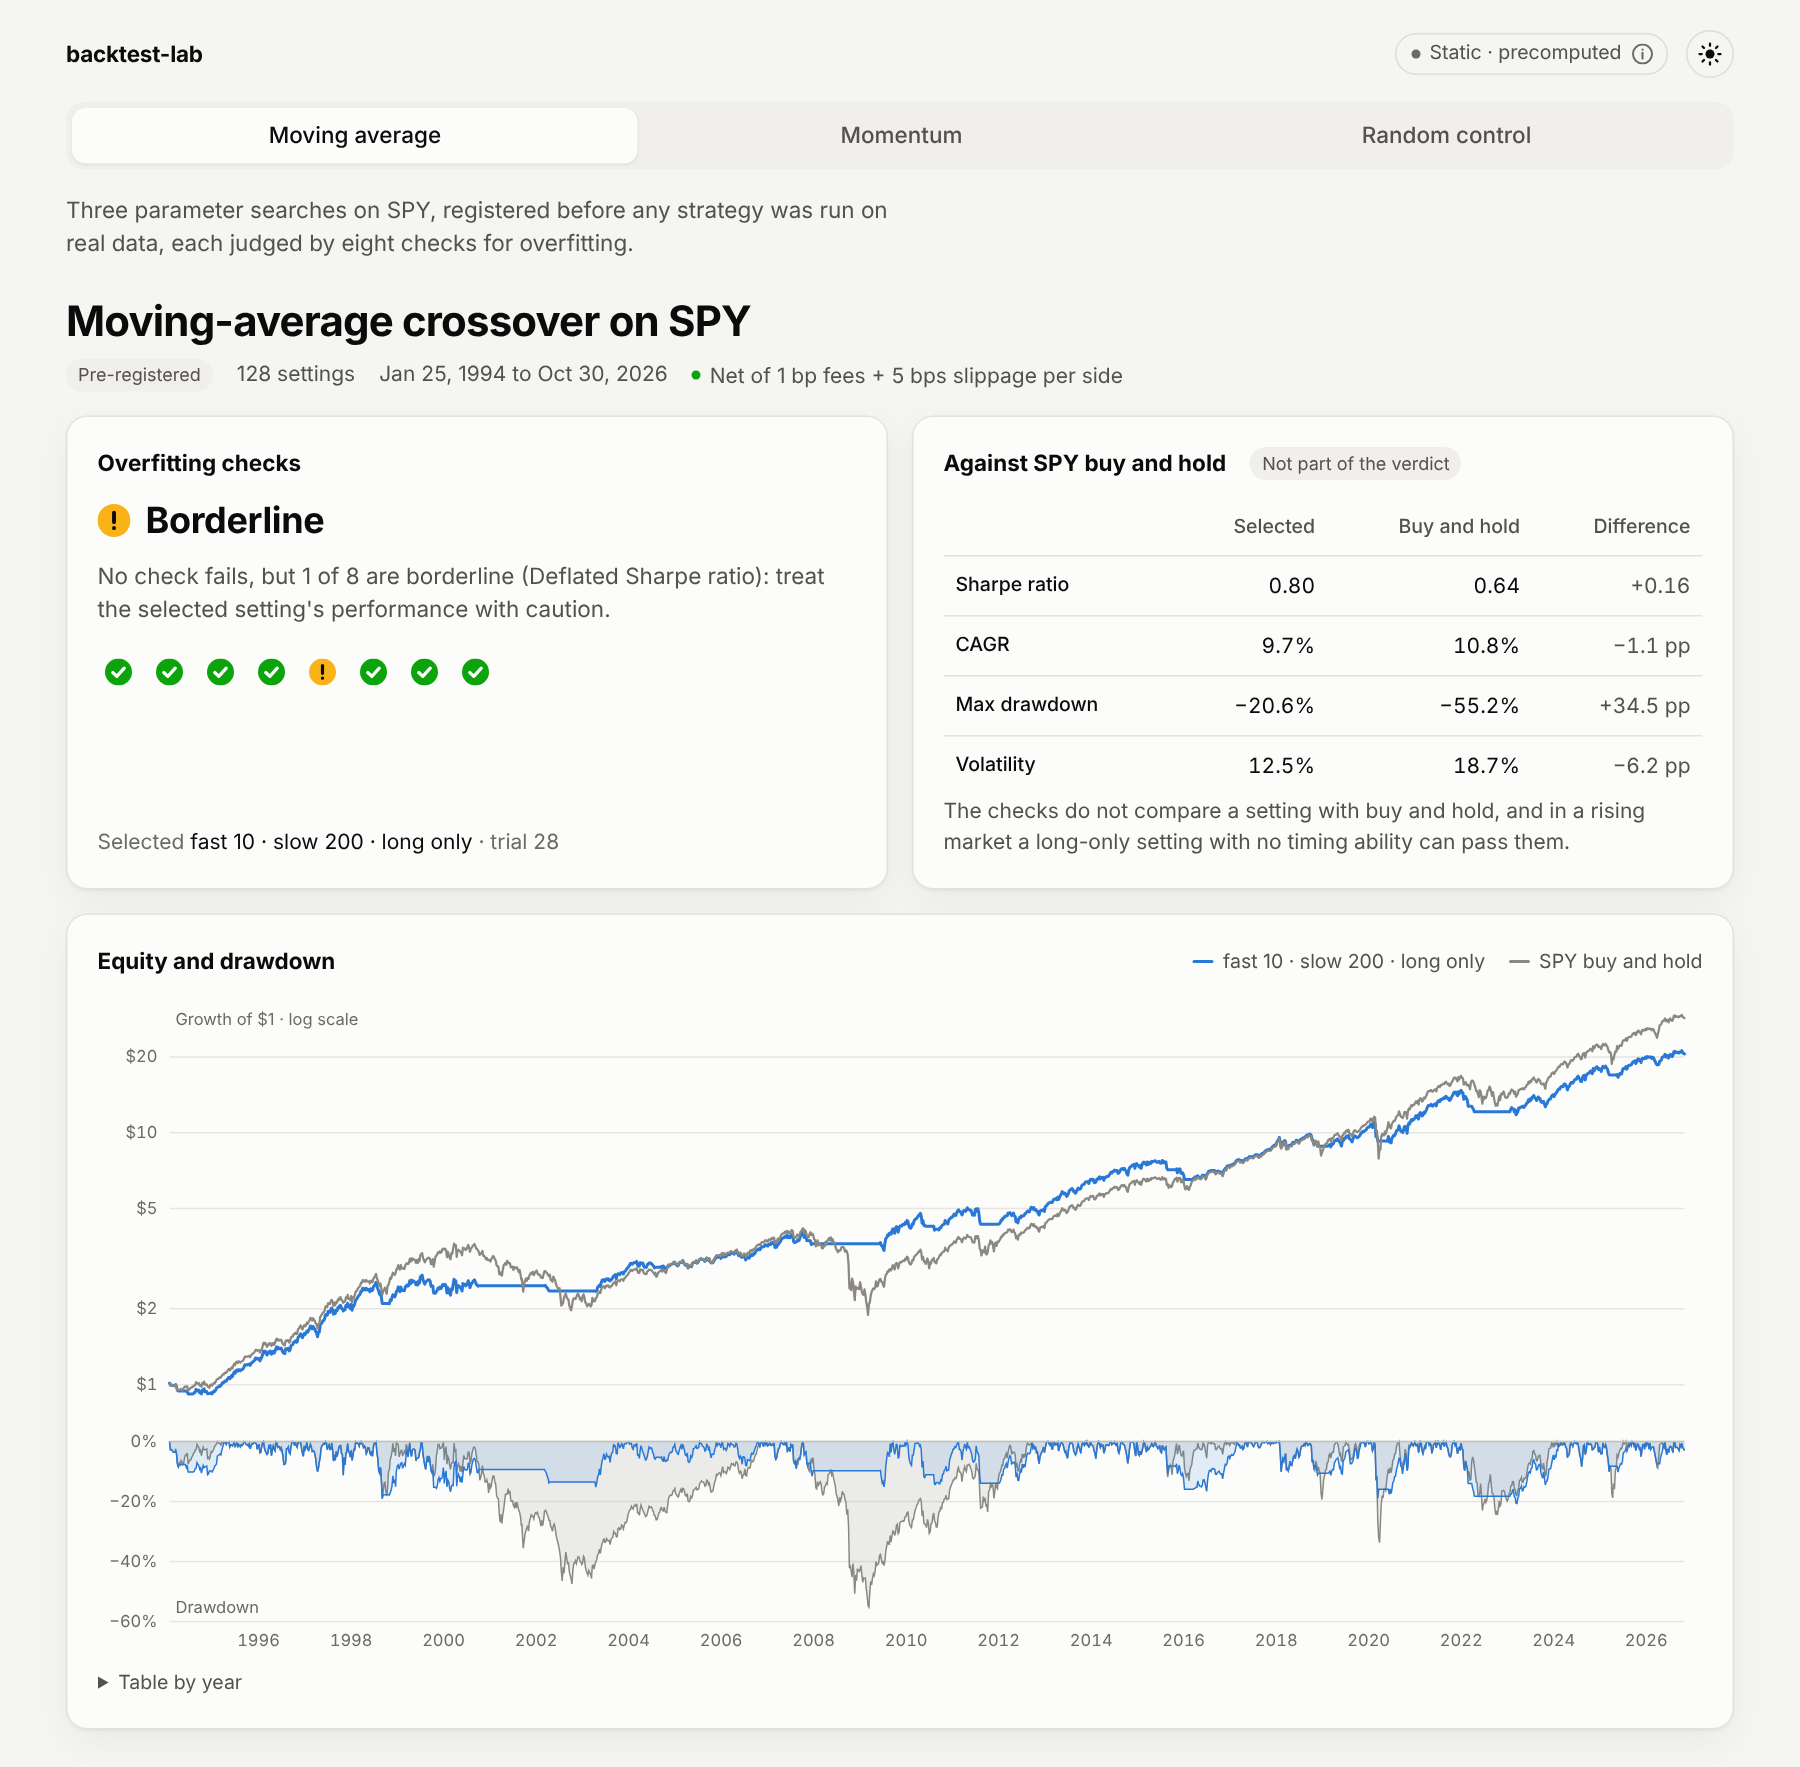 backtest-lab
Static · precomputed
Moving average
Momentum
Random control
Three parameter searches on SPY, registered before any strategy was run on
real data, each judged by eight checks for overfitting.
Moving-average crossover on SPY
Pre-registered 128 settings Jan 25, 1994 to Oct 30, 2026 Net of 1 bp fees + 5 bps slippage per side
Overfitting checks
Borderline
No check fails, but 1 of 8 are borderline (Deflated Sharpe ratio): treat
the selected setting's performance with caution.
Selected fast 10 · slow 200 · long only · trial 28
Against SPY buy and hold Not part of the verdict
Selected Buy and hold Difference
Sharpe ratio 0.80 0.64 +0.16
CAGR 9.7% 10.8% −1.1 pp
Max drawdown −20.6% −55.2% +34.5 pp
Volatility 12.5% 18.7% −6.2 pp
The checks do not compare a setting with buy and hold, and in a rising
market a long-only setting with no timing ability can pass them.
Equity and drawdown
fast 10 · slow 200 · long only SPY buy and hold
Growth of $1 · log scale
$20
$10
$5
$2
$1
0%
−20%
−40%
−60%
Drawdown
1996 1998 2000 2002 2004 2006 2008 2010 2012 2014 2016 2018 2020 2022 2024 2026
Table by year